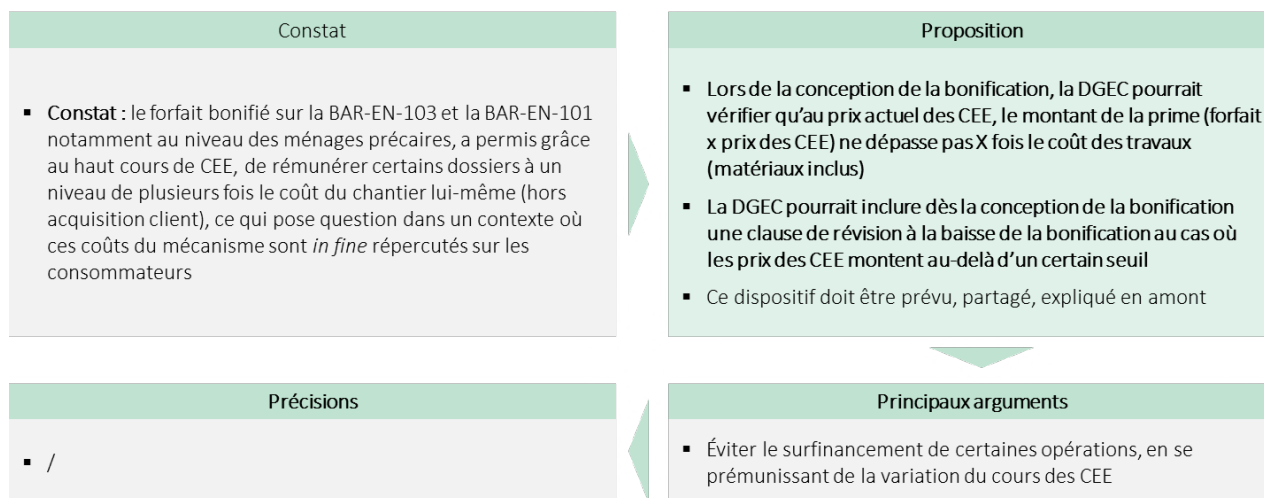 Constat
▪ Constat : le forfait bonifié sur la BAR-EN-103 et la BAR-EN-101
notamment au niveau des ménages précaires, a permis grâce
au haut cours de CEE, de rémunérer certains dossiers à un
niveau de plusieurs fois le coût du chantier lui-même (hors
acquisition client), ce qui pose question dans un contexte où
ces coûts du mécanisme sont in fine répercutés sur les
consommateurs
Proposition
▪ Lors de la conception de la bonification, la DGEC pourrait
vérifier qu'au prix actuel des CEE, le montant de la prime (forfait
x prix des CEE) ne dépasse pas X fois le coût des travaux
(matériaux inclus)
▪ La DGEC pourrait inclure dès la conception de la bonification
une clause de révision à la baisse de la bonification au cas où
les prix des CEE montent au-delà d'un certain seuil
▪ Ce dispositif doit être prévu, partagé, expliqué en amont
Principaux arguments
▪ Éviter le surfinancement de certaines opérations, en se
prémunissant de la variation du cours des CEE
Précisions
▪ /